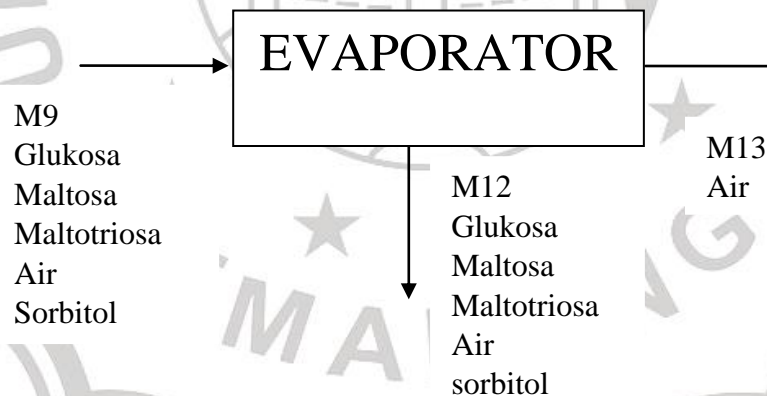 EVAPORATOR
M9
Glukosa
Maltosa
Maltotriosa
Air
Sorbitol
M12
Glukosa
Maltosa
Maltotriosa
Air
sorbitol
M13
Air